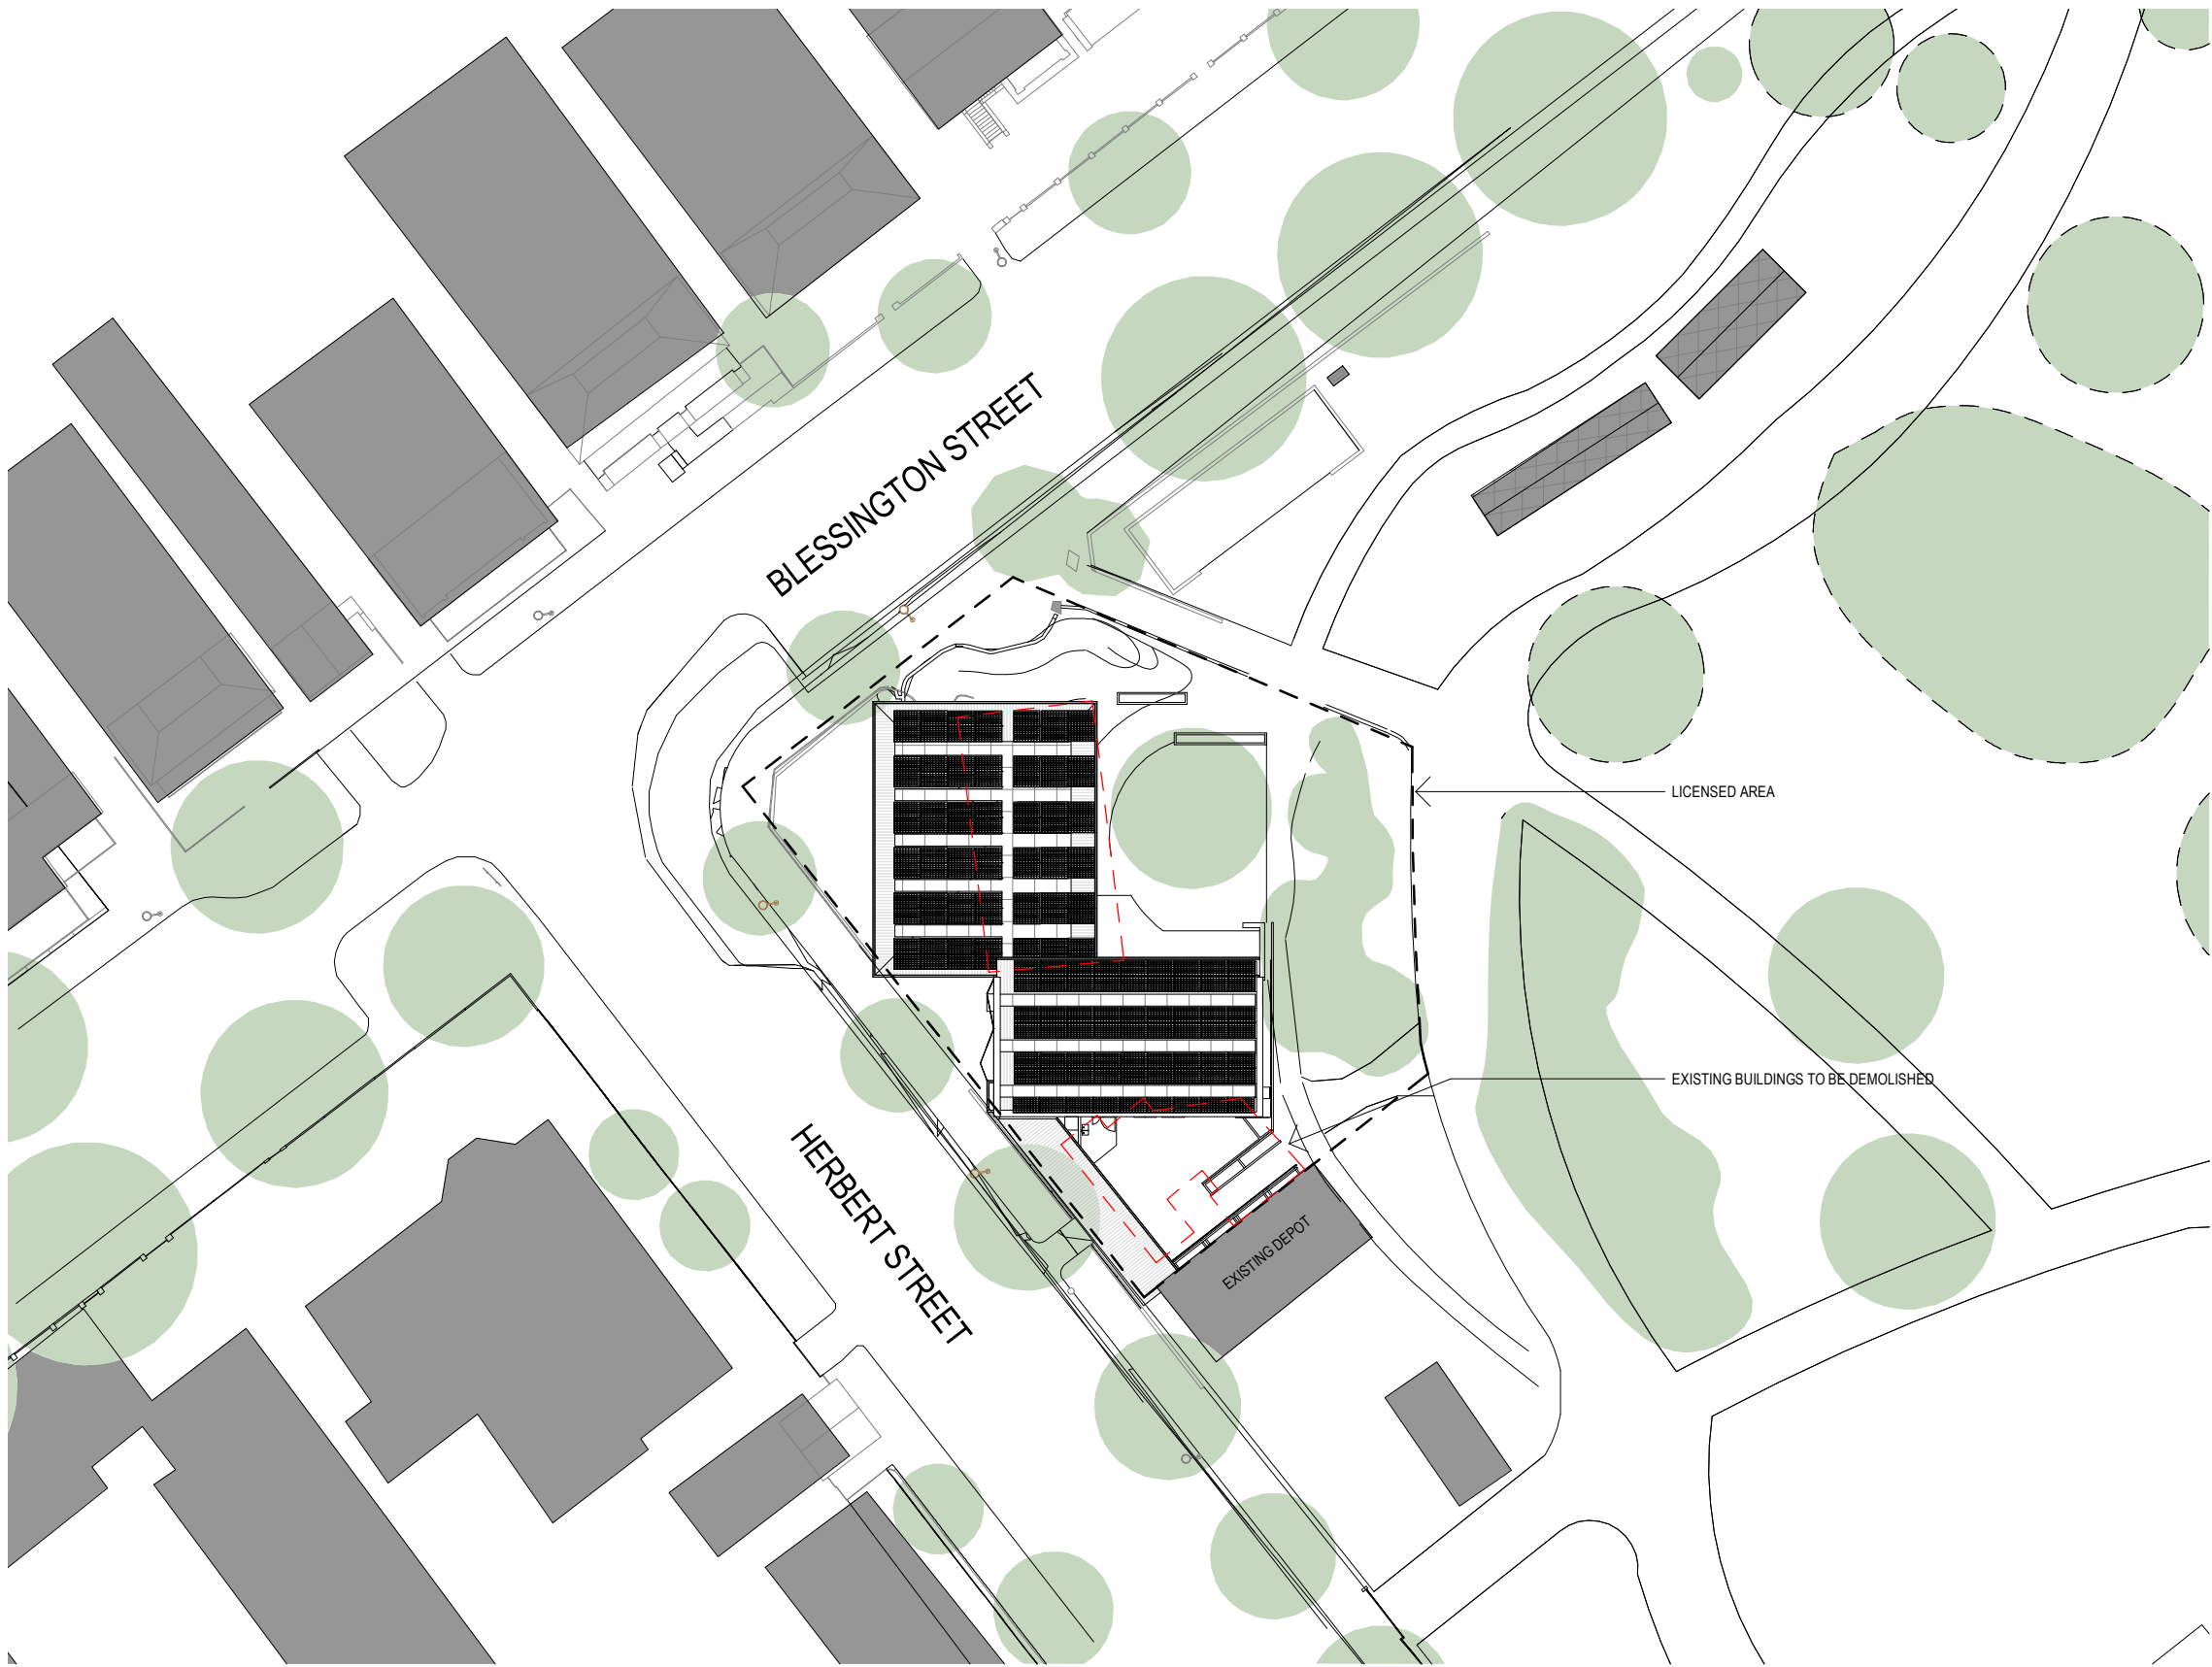 BLESSINGTON STREET
LICENSED AREA
EXISTING BUILDINGS TO BE DEMOLISHED
HERBERT STREET
EXISTING DEPOT